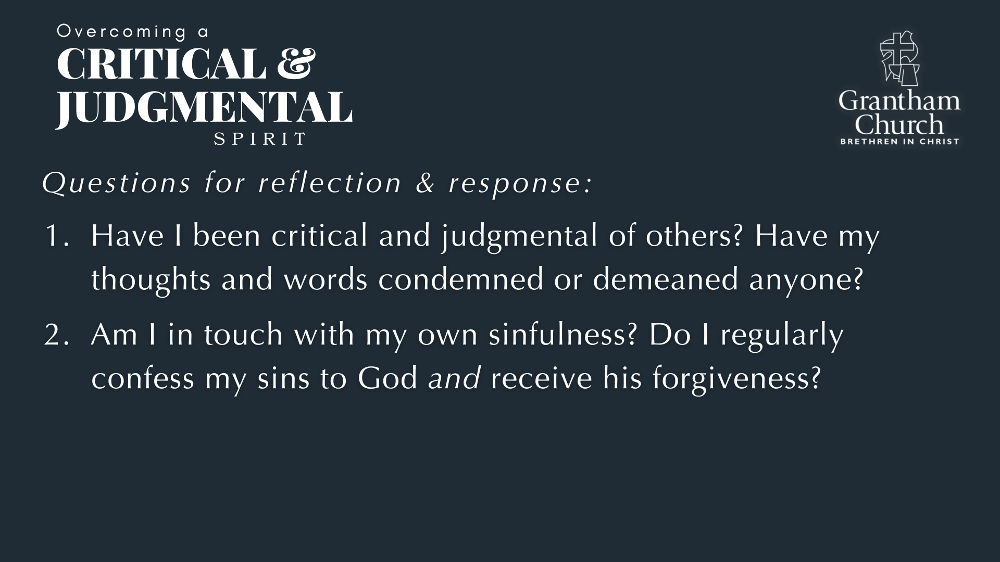 Overcoming a
CRITICAL &
JUDGMENTAL
SPIRIT
Grantham
Church
BRETHREN IN CHRIST
Questions for reflection & response:
1. Have I been critical and judgmental of others? Have my
thoughts and words condemned or demeaned anyone?
2. Am I in touch with my own sinfulness? Do I regularly
confess my sins to God and receive his forgiveness?